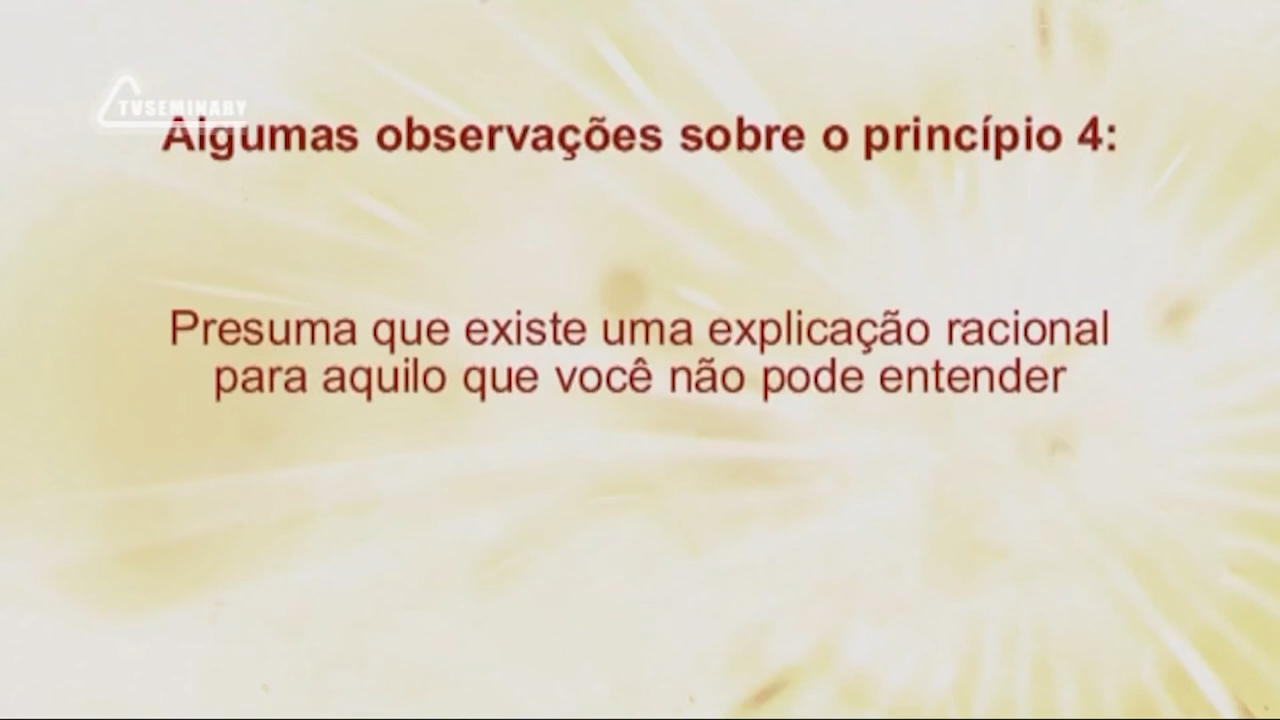 TVSEMINARY
Algumas observações sobre o princípio 4:
Presuma que existe uma explicação racional
para aquilo que você não pode entender